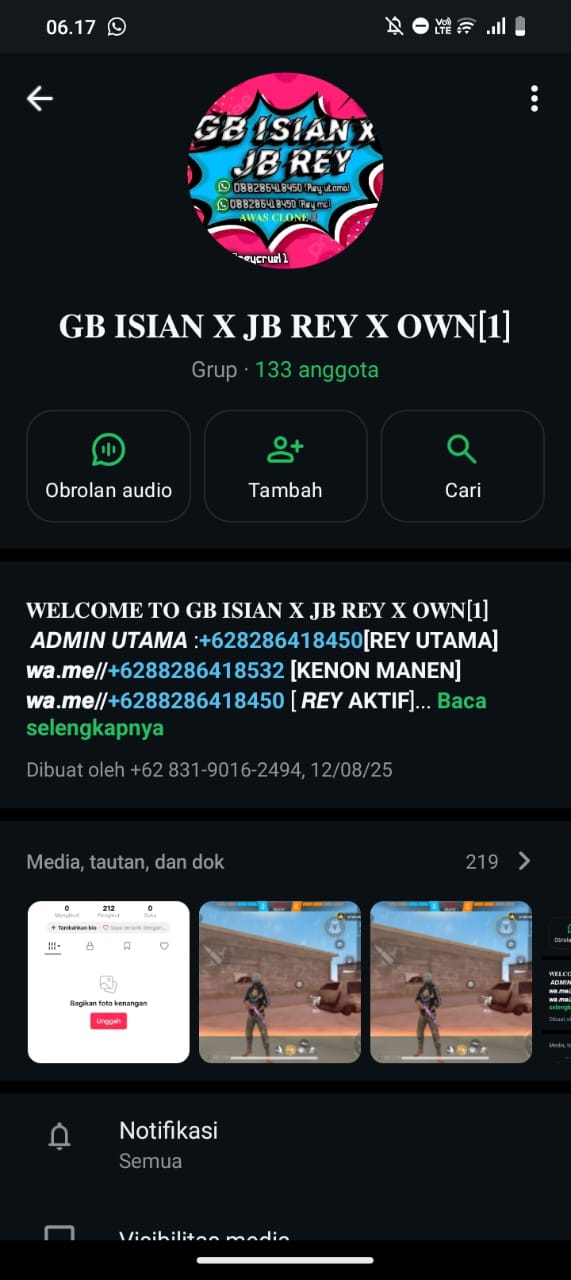 06.17
Vo) LTE
GB ISIAN X
JB REY
088286418450 (Rey utama)
088286418450 (Rey mc)
AWAS CLONE
GB ISIAN X JB REY X OWN[1]
Grup · 133 anggota
Obrolan audio
Tambah
Cari
WELCOME TO GB ISIAN X JB REY X OWN[1]
ADMIN UTAMA :+628286418450[REY UTAMA]
wa.me//+6288286418532 [KENON MANEN]
wa.me//+6288286418450 [ REY AKTIF]... Baca
selengkapnya
Dibuat oleh +62 831-9016-2494, 12/08/25
Media, tautan, dan dok
219
0 212 0
Mengikuti Pengikut Suka
+ Tambahkan bio
Bagikan foto kenangan
Unggah
Notifikasi
Semua
Visibilitas media